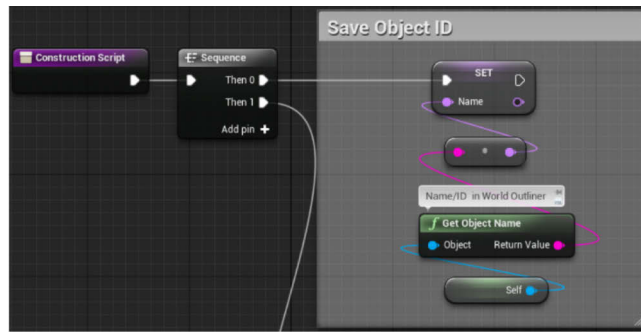 Save Object ID
Construction Script
Sequence
Then 0
Then 1
Add pin
SET
Name
Name/ID in World Outliner
f Get Object Name
Object Return Value
Self